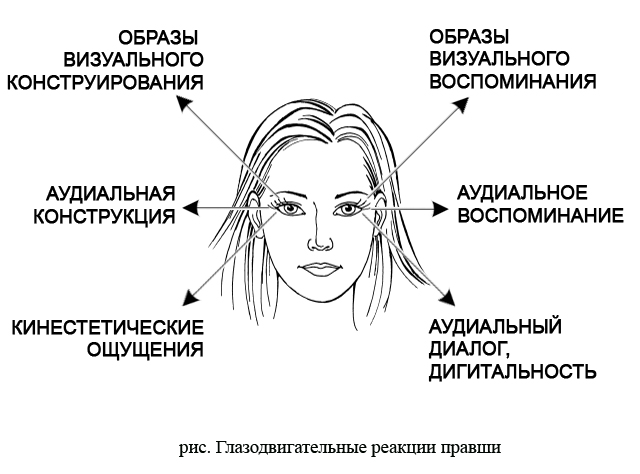 ОБРАЗЫ
ВИЗУАЛЬНОГО
КОНСТРУИРОВАНИЯ
ОБРАЗЫ
ВИЗУАЛЬНОГО
ВОСПОМИНАНИЯ
АУДИАЛЬНАЯ
КОНСТРУКЦИЯ
АУДИАЛЬНОЕ
ВОСПОМИНАНИЕ
КИНЕСТЕТИЧЕСКИЕ
ОЩУЩЕНИЯ
АУДИАЛЬНЫЙ
ДИАЛОГ,
ДИГИТАЛЬНОСТЬ
рис. Глазодвигательные реакции правши